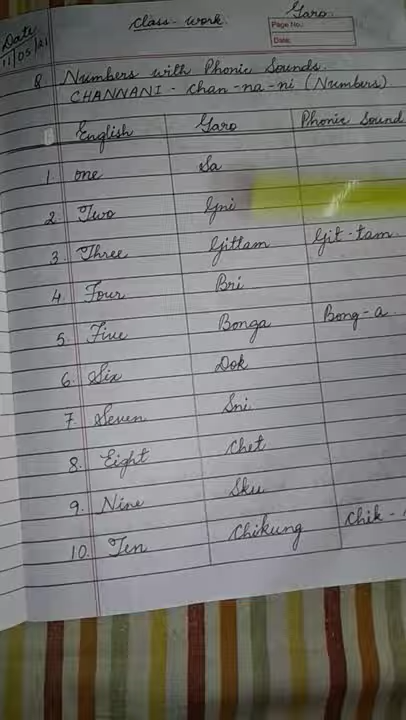 Date
11/05/21
Class-work
Garo
Page No.:
Date:
8 Numbers with Phonic Sounds.
CHANNANI - chan-na-ni (Numbers)
English Garo Phonic Sound
1. one Sa
2. Two Gni
3. Three Gittam Git-tam.
4. Four Bri
5. Five Bonga Bong-a.
6. Six Dok
7. Seven Sni
8. Eight Chet
9. Nine Sku
10. Ten Chikung Chik -